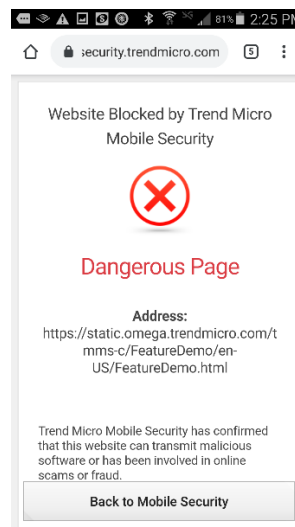 81% 2:25 PM
security.trendmicro.com 5
Website Blocked by Trend Micro
Mobile Security
Dangerous Page
Address:
https://static.omega.trendmicro.com/t
mms-c/FeatureDemo/en-
US/FeatureDemo.html
Trend Micro Mobile Security has confirmed
that this website can transmit malicious
software or has been involved in online
scams or fraud.
Back to Mobile Security